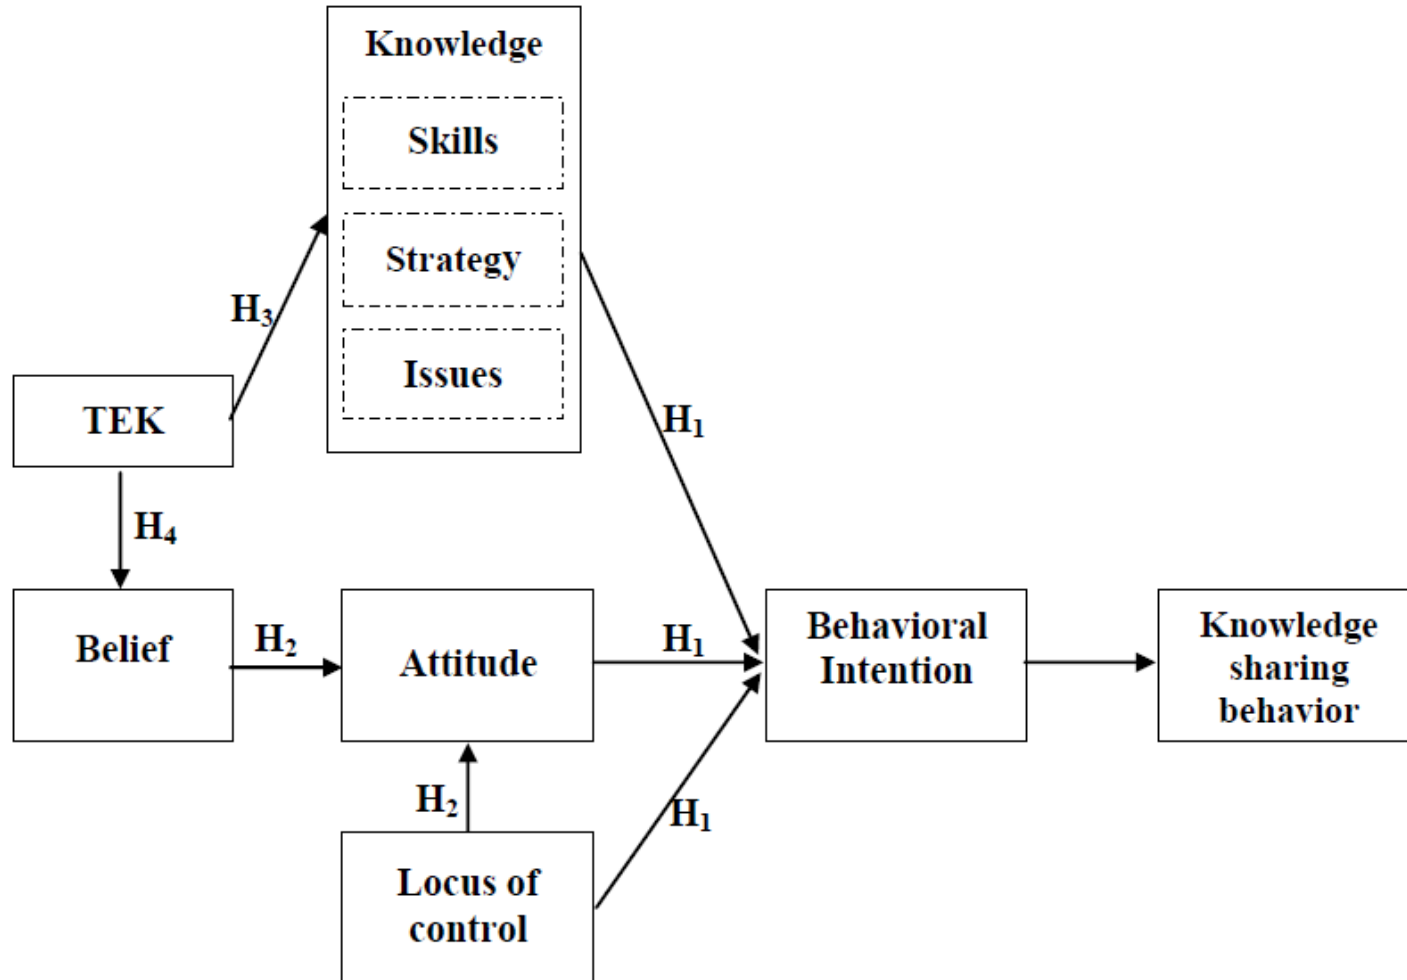 Knowledge
Skills
Strategy
Issues
H₃
TEK
H₁
H₄
Belief
H₂
Attitude
H₁
Behavioral
Intention
Knowledge
sharing
behavior
H₂
H₁
Locus of
control